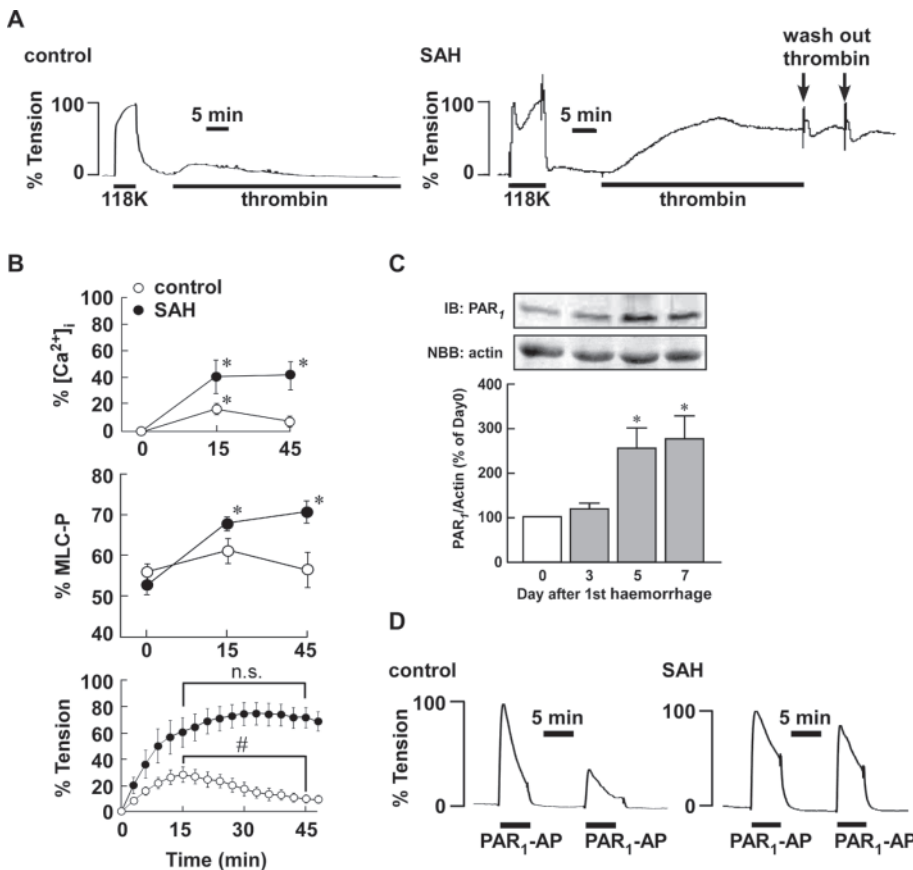 A
control
SAH
wash out
thrombin
% Tension
100
0
5 min
118K
thrombin
100
0
5 min
118K
thrombin
B
control
SAH
% [Ca2+]i
100
80
60
40
20
0
*
*
*
0 15 45
% MLC-P
80
70
60
50
40
*
*
0 15 45
n.s.
#
% Tension
100
80
60
40
20
0
0 15 30 45
Time (min)
C
IB: PAR1
NBB: actin
PAR1/Actin (% of Day0)
400
300
200
100
0
*
*
0 3 5 7
Day after 1st haemorrhage
D
control
SAH
% Tension
100
0
5 min
PAR1-AP PAR1-AP
100
0
5 min
PAR1-AP PAR1-AP